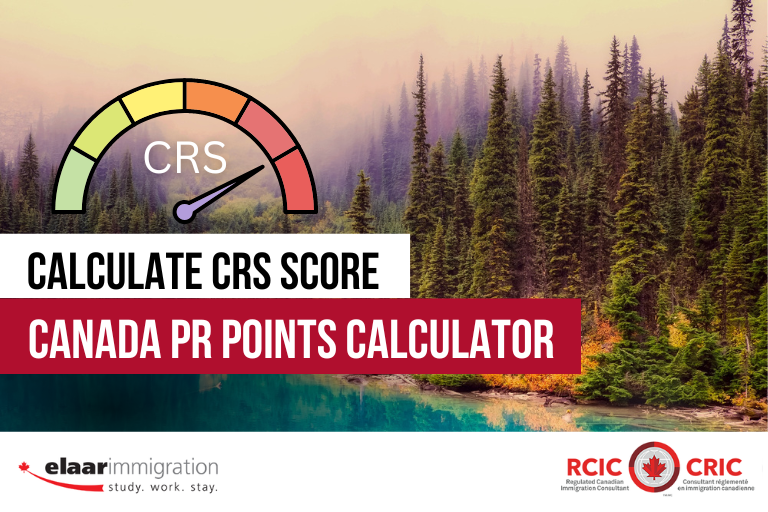 CRS
CALCULATE CRS SCORE
CANADA PR POINTS CALCULATOR
elaarimmigration
study. work. stay.
RCIC
Regulated Canadian
Immigration Consultant
CRIC
Consultant réglementé
en immigration canadienne